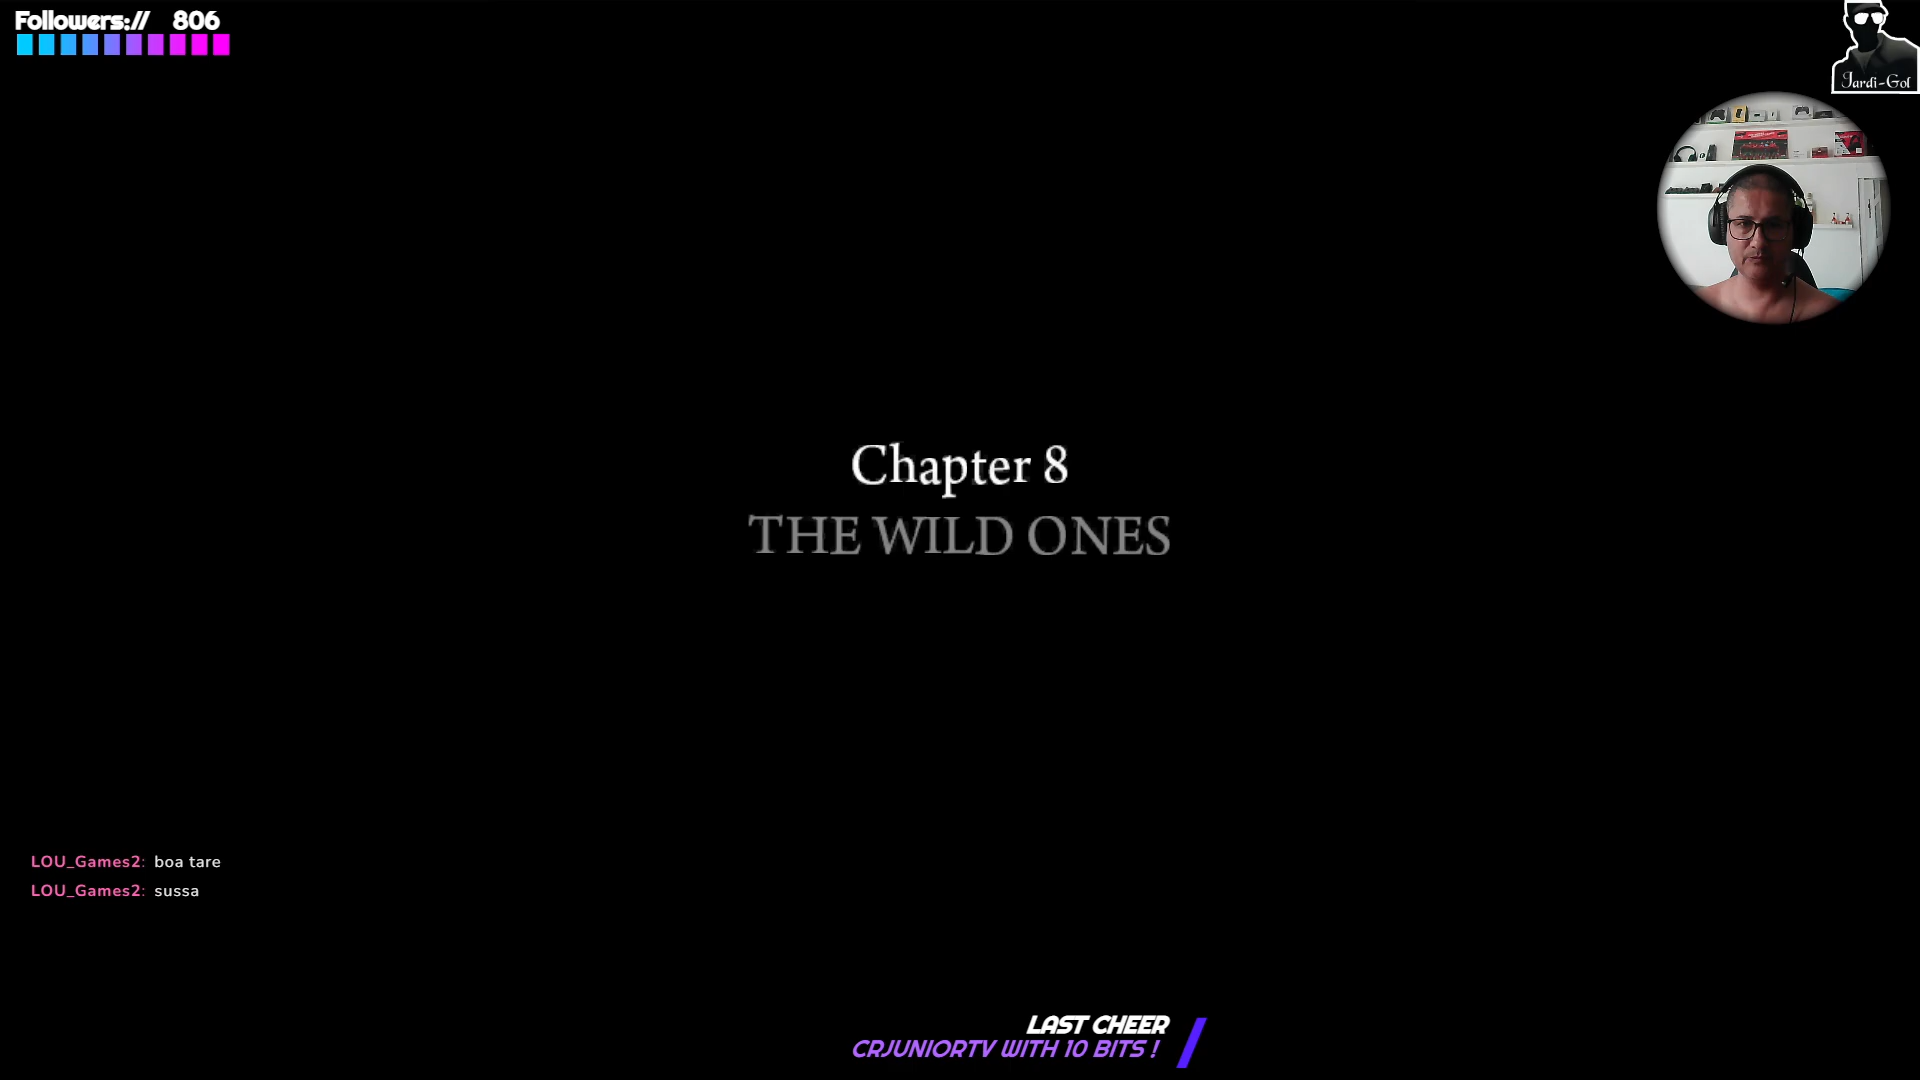 Followers:// 806
Jardi-Gol
Chapter 8
THE WILD ONES
LOU_Games2: boa tare
LOU_Games2: sussa
LAST CHEER
CRJUNIORTV WITH 10 BITS !